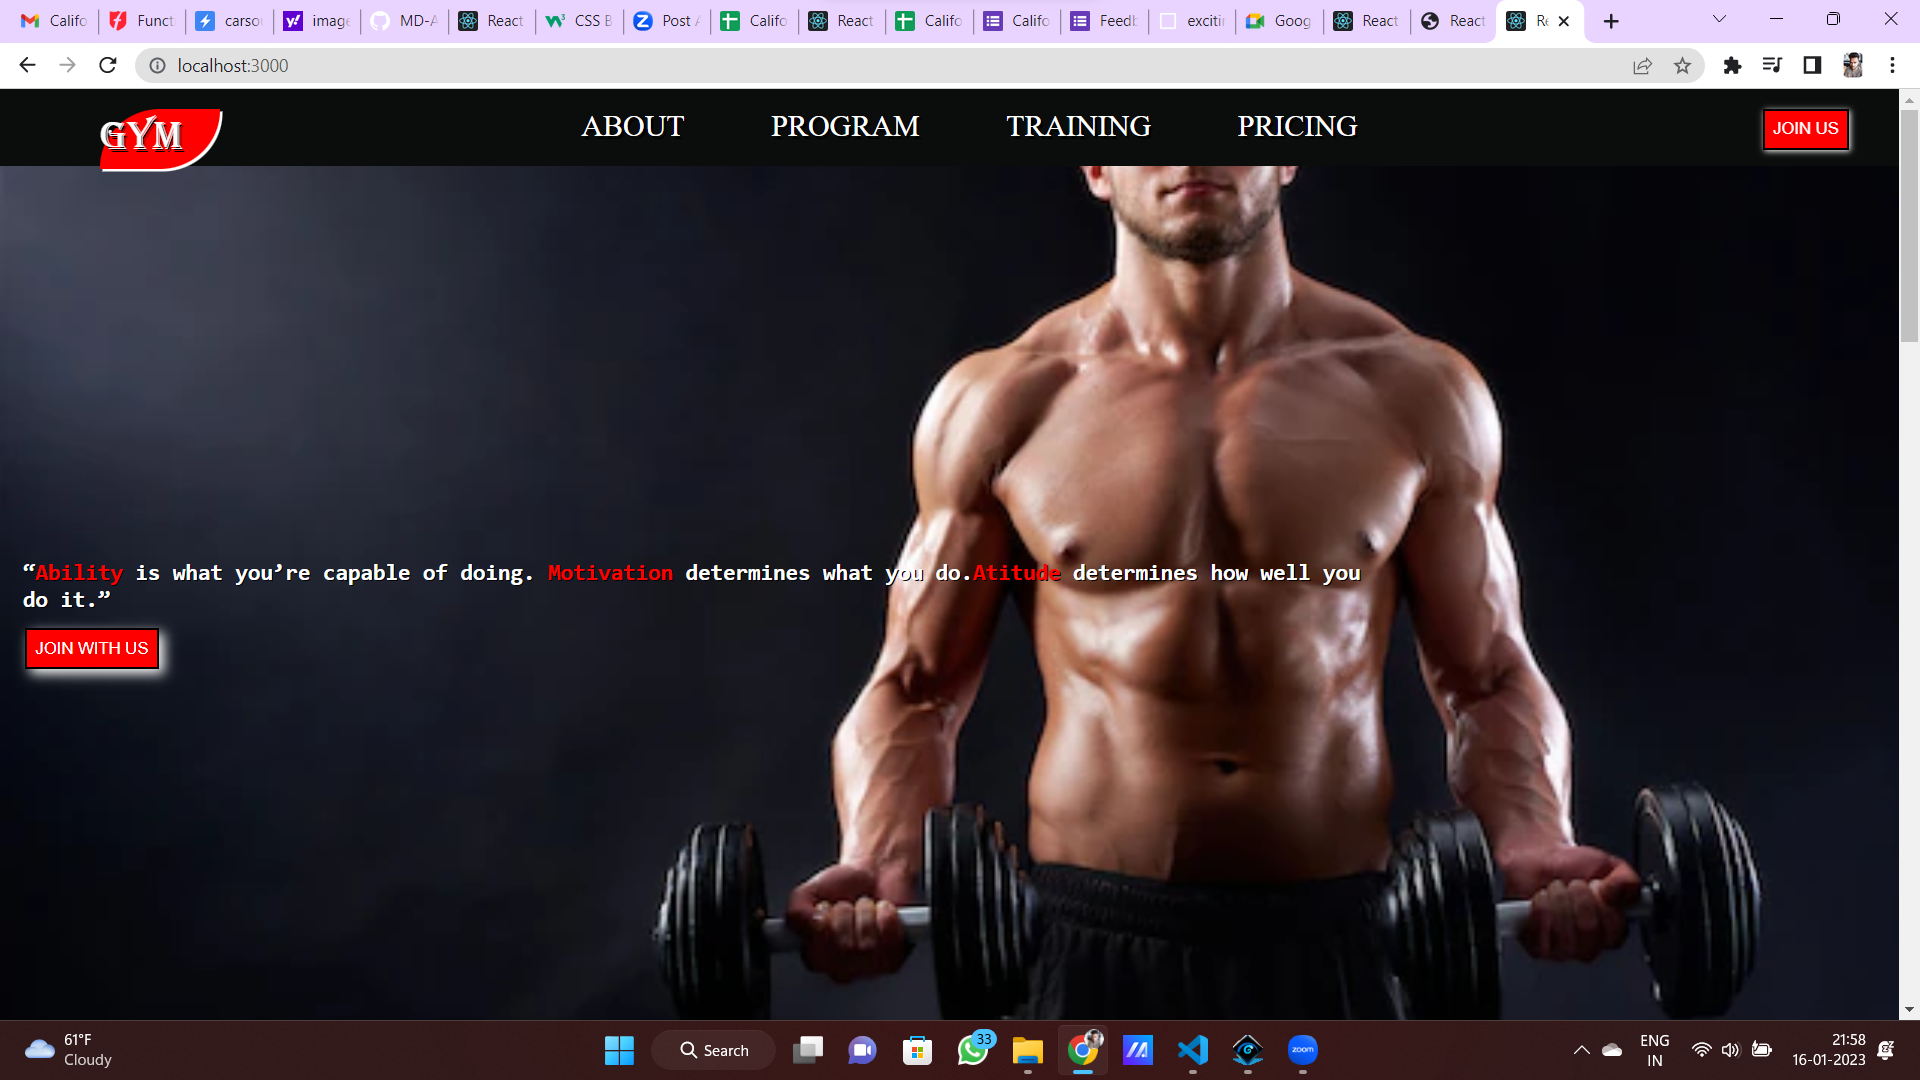 Califo
Funct
carso
image
MD-A
React
CSS B
Post A
Califo
React
Califo
Califo
Feedb
excitin
Goog
React
React
Re
localhost:3000
GYM
ABOUT
PROGRAM
TRAINING
PRICING
JOIN US
“Ability is what you’re capable of doing. Motivation determines what you do.Atitude determines how well you
do it.”
JOIN WITH US
61°F
Cloudy
Search
33
zoom
ENG
IN
21:58
16-01-2023